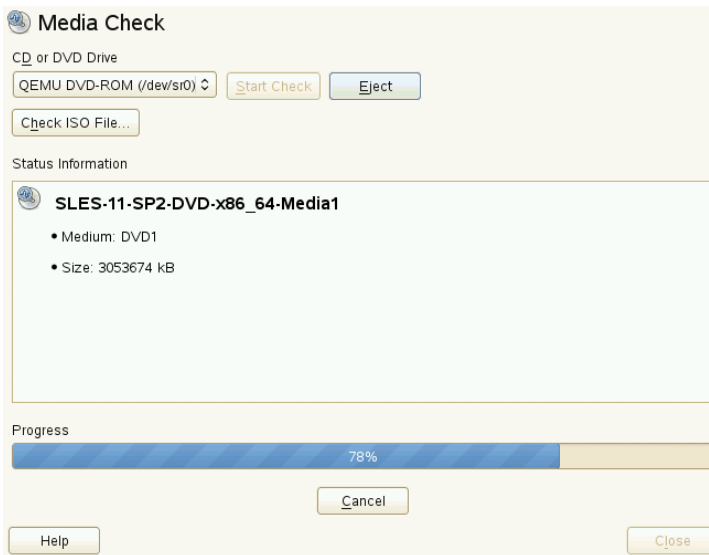 Media Check
CD or DVD Drive
QEMU DVD-ROM (/dev/sr0) Start Check Eject
Check ISO File...
Status Information
SLES-11-SP2-DVD-x86_64-Media1
• Medium: DVD1
• Size: 3053674 kB
Progress
78%
Cancel
Help Close